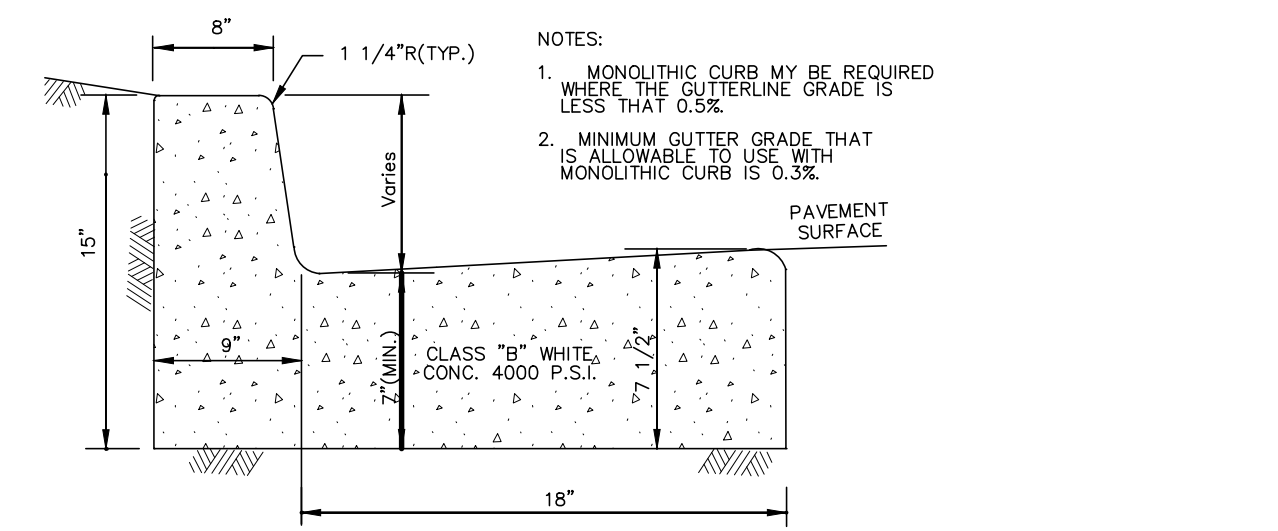 8"
1 1/4"R(TYP.)
NOTES:
1. MONOLITHIC CURB MY BE REQUIRED
WHERE THE GUTTERLINE GRADE IS
LESS THAT 0.5%.
2. MINIMUM GUTTER GRADE THAT
IS ALLOWABLE TO USE WITH
MONOLITHIC CURB IS 0.3%.
Varies
PAVEMENT
SURFACE
15"
9"
7"(MIN.)
CLASS "B" WHITE
CONC. 4000 P.S.I.
7 1/2"
18"